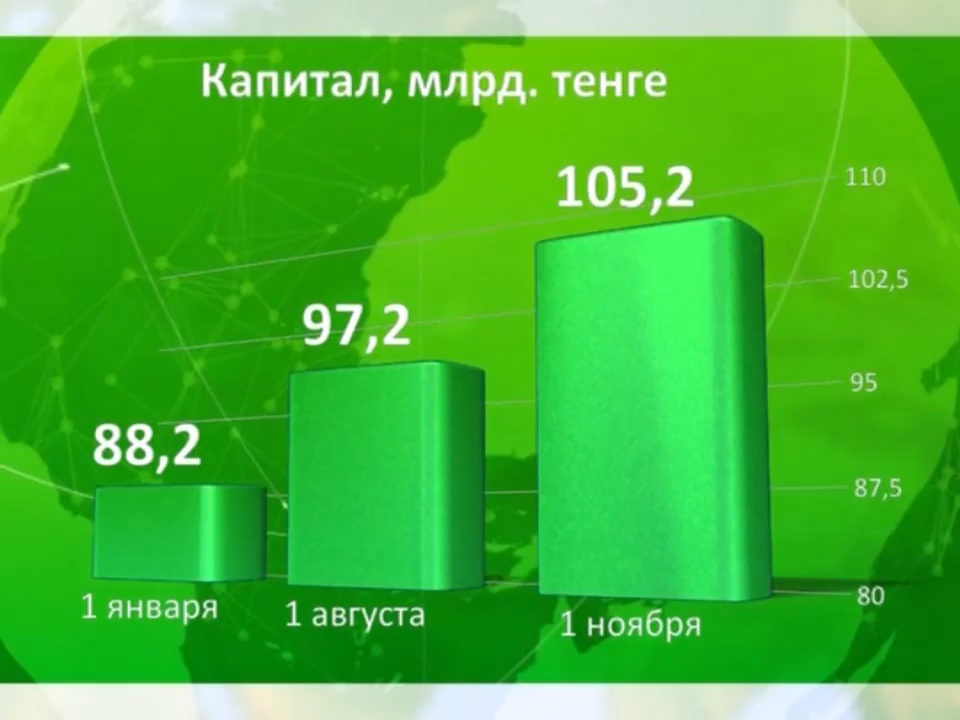 Капитал, млрд. тенге
105,2
97,2
88,2
110
102,5
95
87,5
80
1 января
1 августа
1 ноября